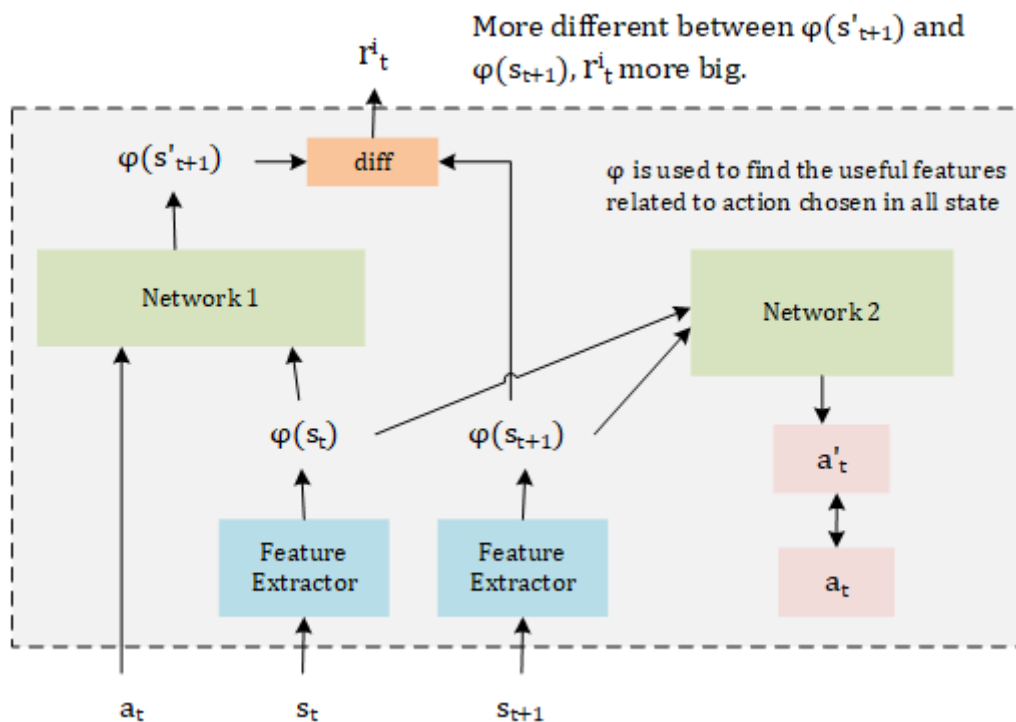 More different between φ(s'ₜ₊₁) and
φ(sₜ₊₁), rⁱₜ more big.
rⁱₜ
φ(s'ₜ₊₁)
diff
φ is used to find the useful features
related to action chosen in all state
Network 1
Network 2
φ(sₜ)
φ(sₜ₊₁)
a'ₜ
Feature
Extractor
Feature
Extractor
aₜ
aₜ
sₜ
sₜ₊₁